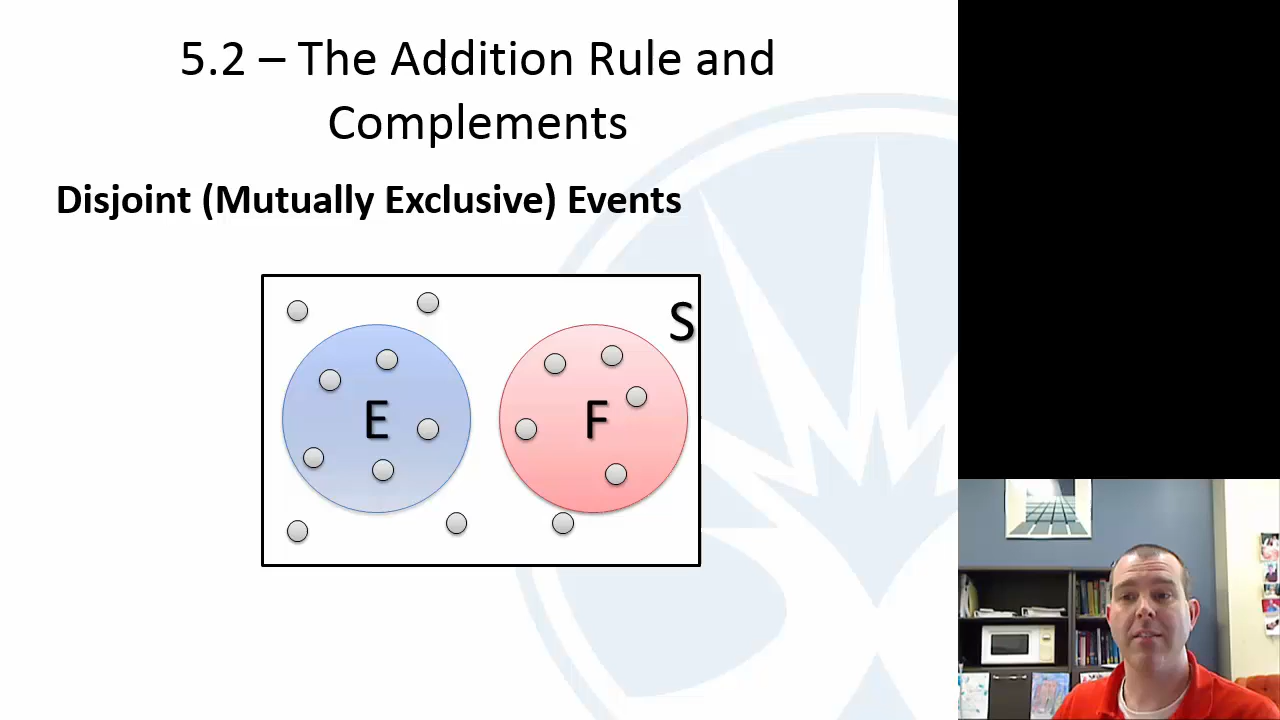 5.2 – The Addition Rule and
Complements
Disjoint (Mutually Exclusive) Events
S
E
F